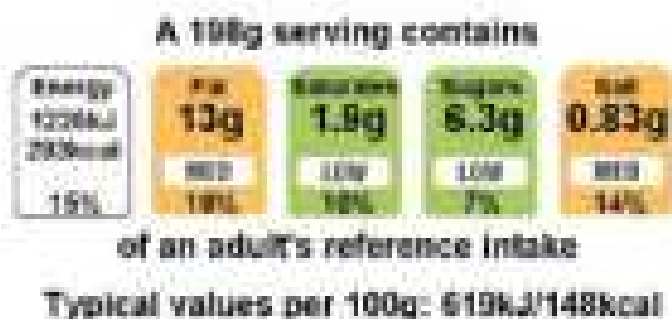 A 198g serving contains
Energy
1226kJ
293kcal
15%
Fat
13g
MED
Saturates
1.9g
LOW
10%
Sugars
6.3g
LOW
7%
Salt
0.83g
MED
14%
of an adult's reference intake
Typical values per 100g: 619kJ/148kcal